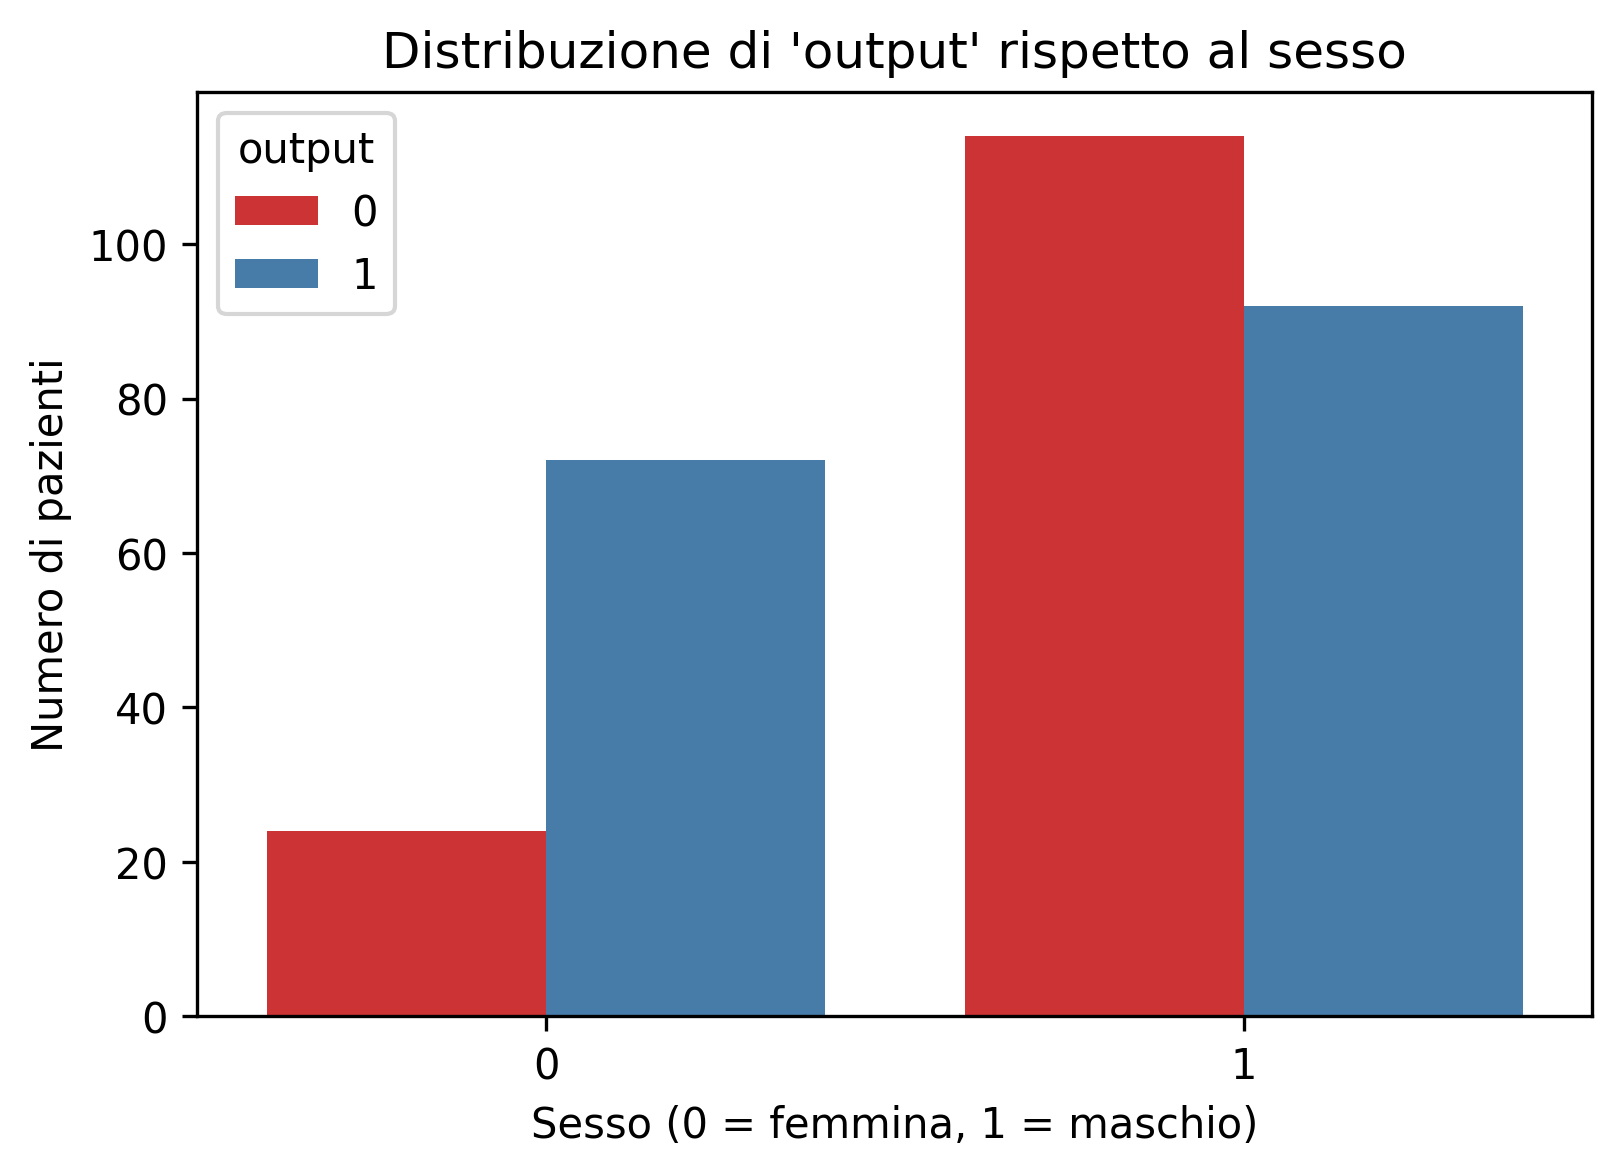 Distribuzione di 'output' rispetto al sesso
output
0
1
Numero di pazienti
100
80
60
40
20
0
0 1
Sesso (0 = femmina, 1 = maschio)